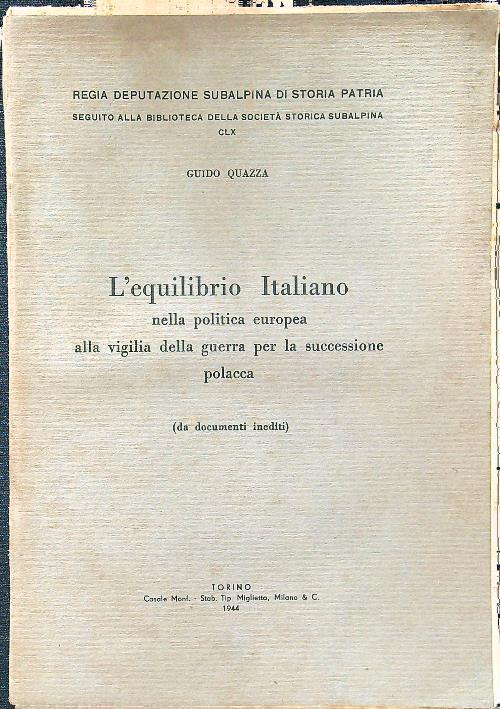 REGIA DEPUTAZIONE SUBALPINA DI STORIA PATRIA
SEGUITO ALLA BIBLIOTECA DELLA SOCIETÀ STORICA SUBALPINA
CLX
GUIDO QUAZZA
L'equilibrio Italiano
nella politica europea
alla vigilia della guerra per la successione
polacca
(da documenti inediti)
TORINO
Casale Monf. - Stab. Tip. Miglietta, Milano & C.
1944